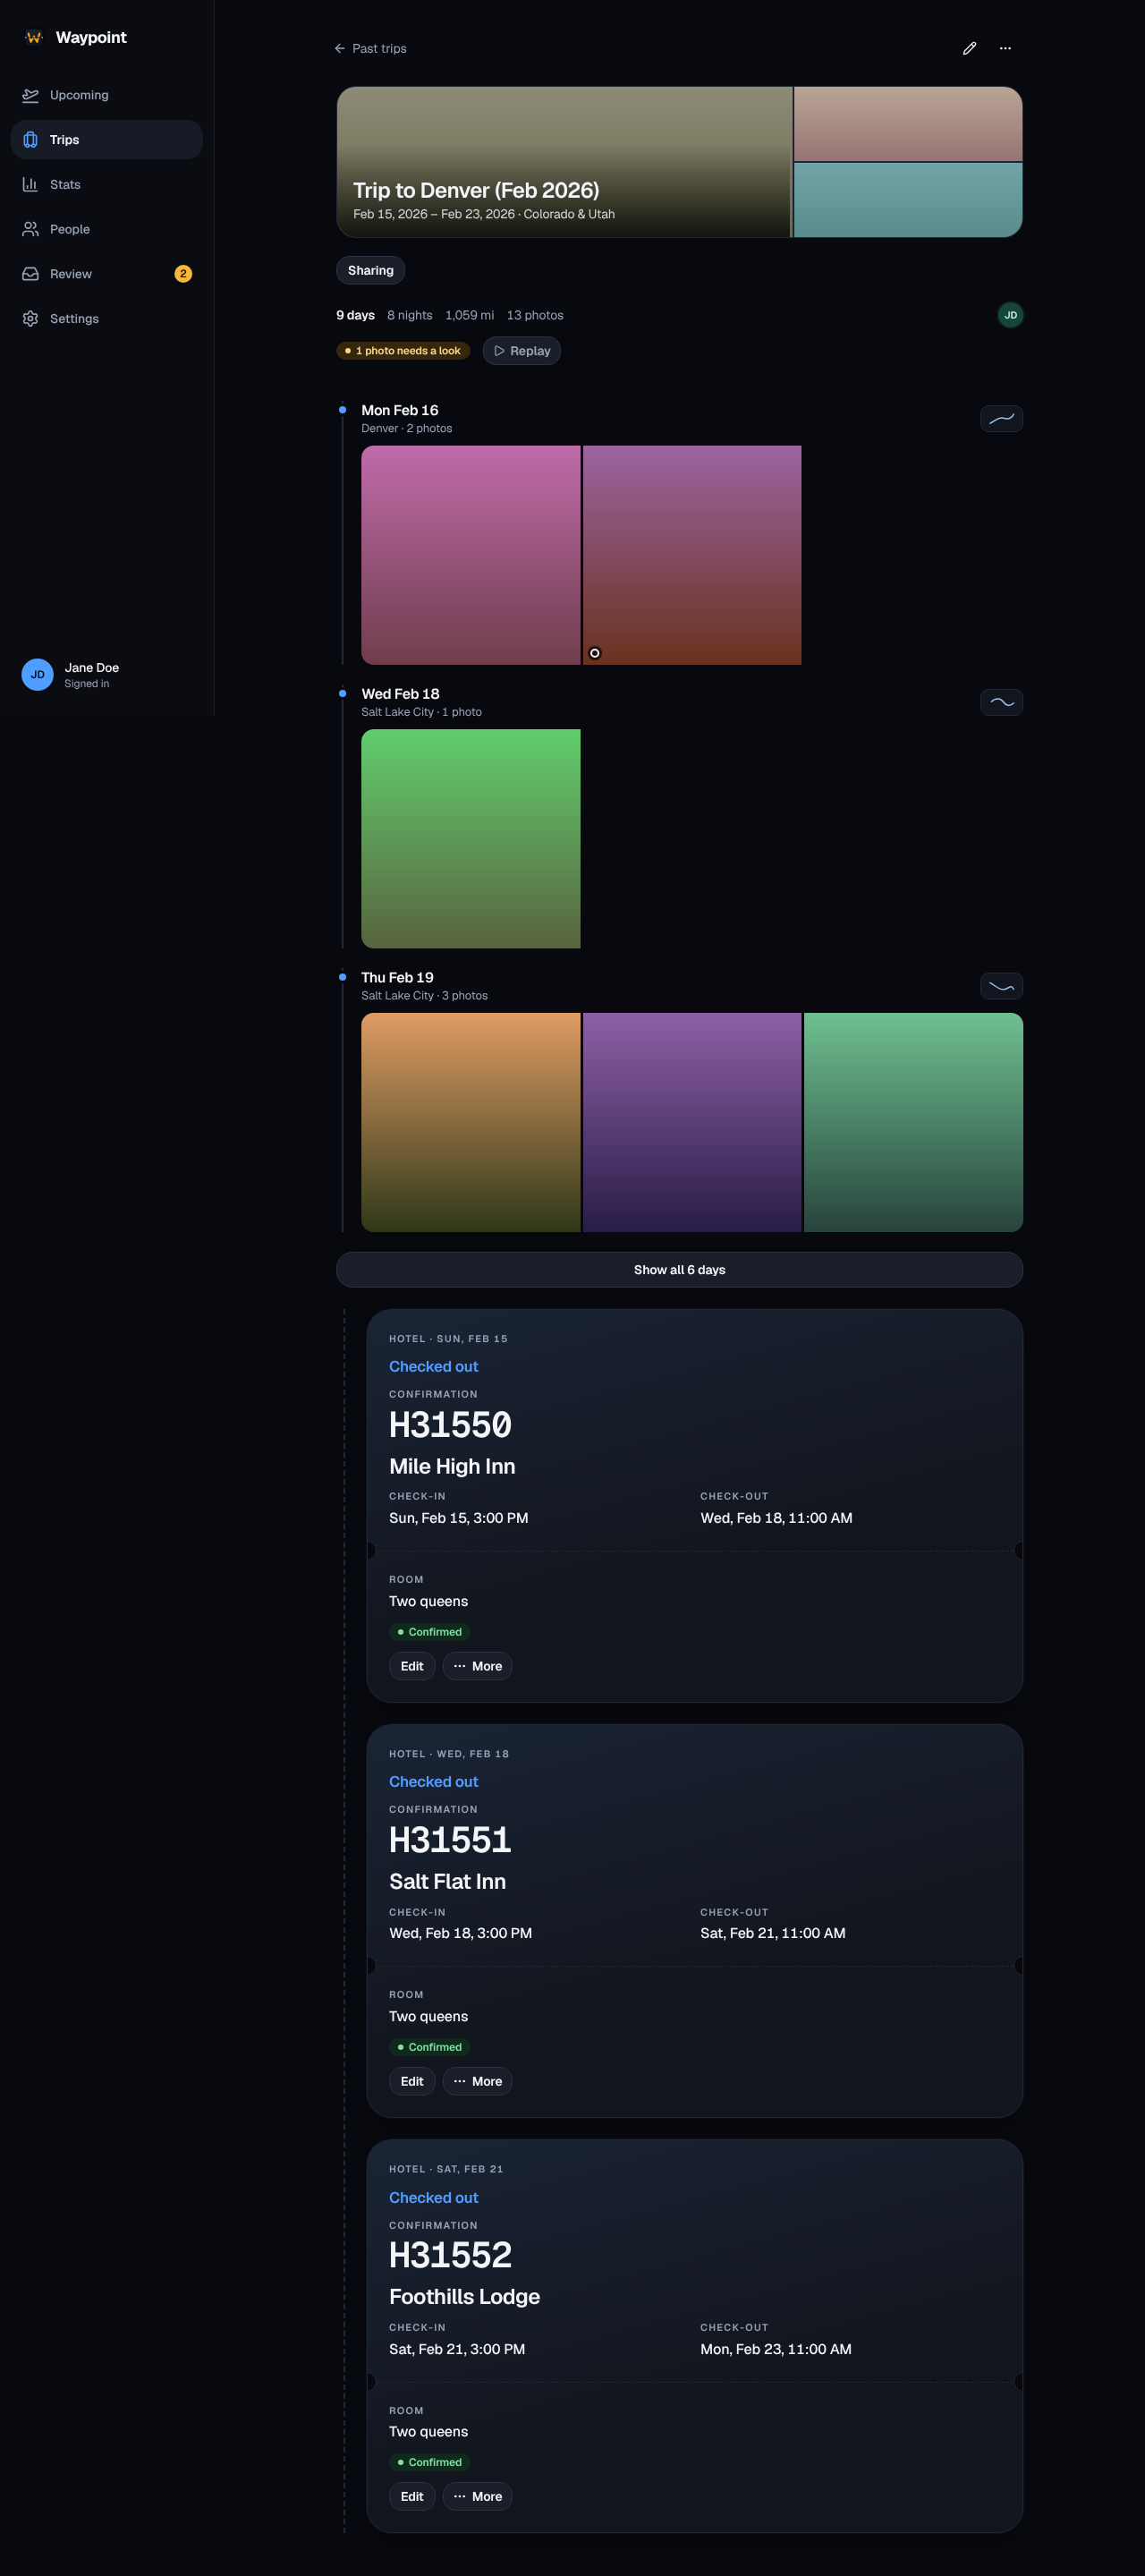 Waypoint
Upcoming
Trips
Stats
People
Review 2
Settings
JD
Jane Doe
Signed in
Past trips
Trip to Denver (Feb 2026)
Feb 15, 2026 – Feb 23, 2026 · Colorado & Utah
Sharing
9 days 8 nights 1,059 mi 13 photos
JD
1 photo needs a look
Replay
Mon Feb 16
Denver · 2 photos
Wed Feb 18
Salt Lake City · 1 photo
Thu Feb 19
Salt Lake City · 3 photos
Show all 6 days
HOTEL · SUN, FEB 15
Checked out
CONFIRMATION
H31550
Mile High Inn
CHECK-IN CHECK-OUT
Sun, Feb 15, 3:00 PM Wed, Feb 18, 11:00 AM
ROOM
Two queens
Confirmed
Edit ··· More
HOTEL · WED, FEB 18
Checked out
CONFIRMATION
H31551
Salt Flat Inn
CHECK-IN CHECK-OUT
Wed, Feb 18, 3:00 PM Sat, Feb 21, 11:00 AM
ROOM
Two queens
Confirmed
Edit ··· More
HOTEL · SAT, FEB 21
Checked out
CONFIRMATION
H31552
Foothills Lodge
CHECK-IN CHECK-OUT
Sat, Feb 21, 3:00 PM Mon, Feb 23, 11:00 AM
ROOM
Two queens
Confirmed
Edit ··· More